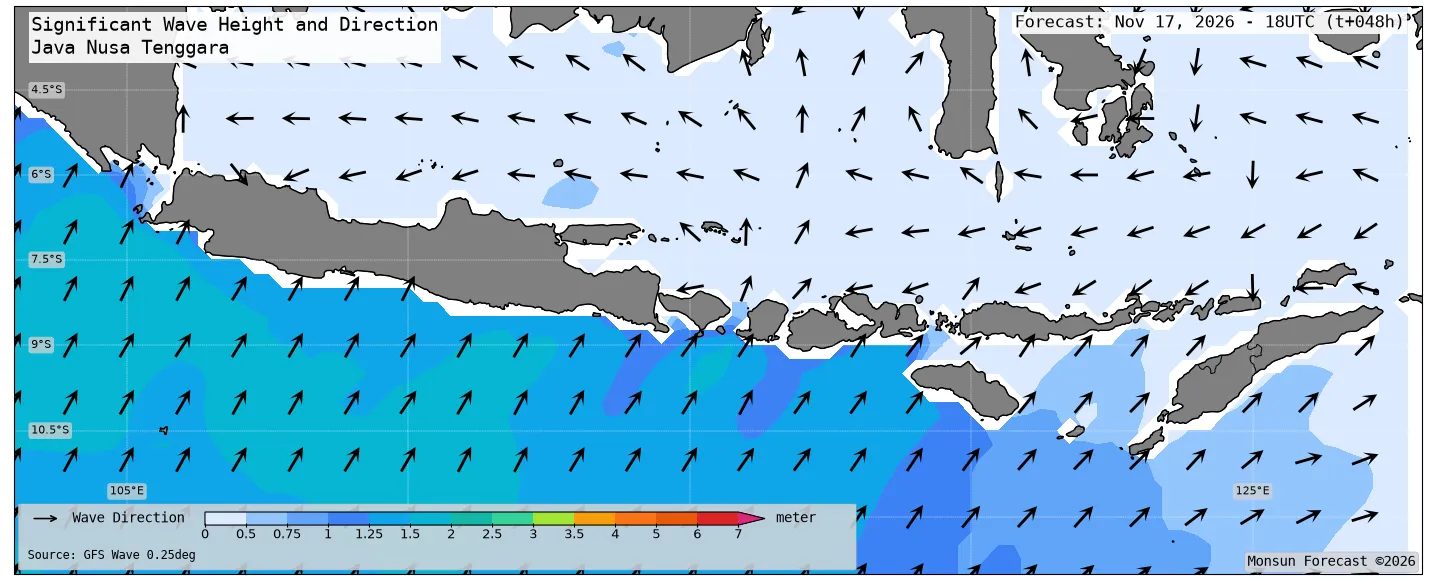 Significant Wave Height and Direction
Java Nusa Tenggara
Forecast: Nov 17, 2026 - 18UTC (t+048h)
4.5°S
6°S
7.5°S
9°S
10.5°S
105°E
125°E
Wave Direction
0 0.5 0.75 1 1.25 1.5 2 2.5 3 3.5 4 5 6 7
meter
Source: GFS Wave 0.25deg
Monsun Forecast ©2026